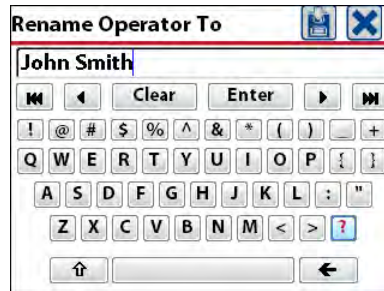 Rename Operator To
John Smith
Clear Enter
! @ # $ % ^ & * ( ) _ +
Q W E R T Y U I O P { }
A S D F G H J K L : "
Z X C V B N M < > ?